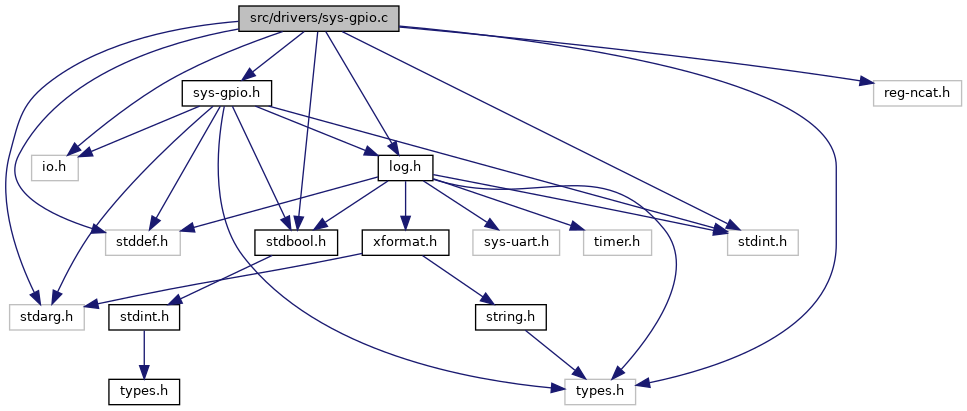 src/drivers/sys-gpio.c
sys-gpio.h
reg-ncat.h
io.h
log.h
stddef.h
stdbool.h
xformat.h
sys-uart.h
timer.h
stdint.h
stdarg.h
stdint.h
string.h
types.h
types.h